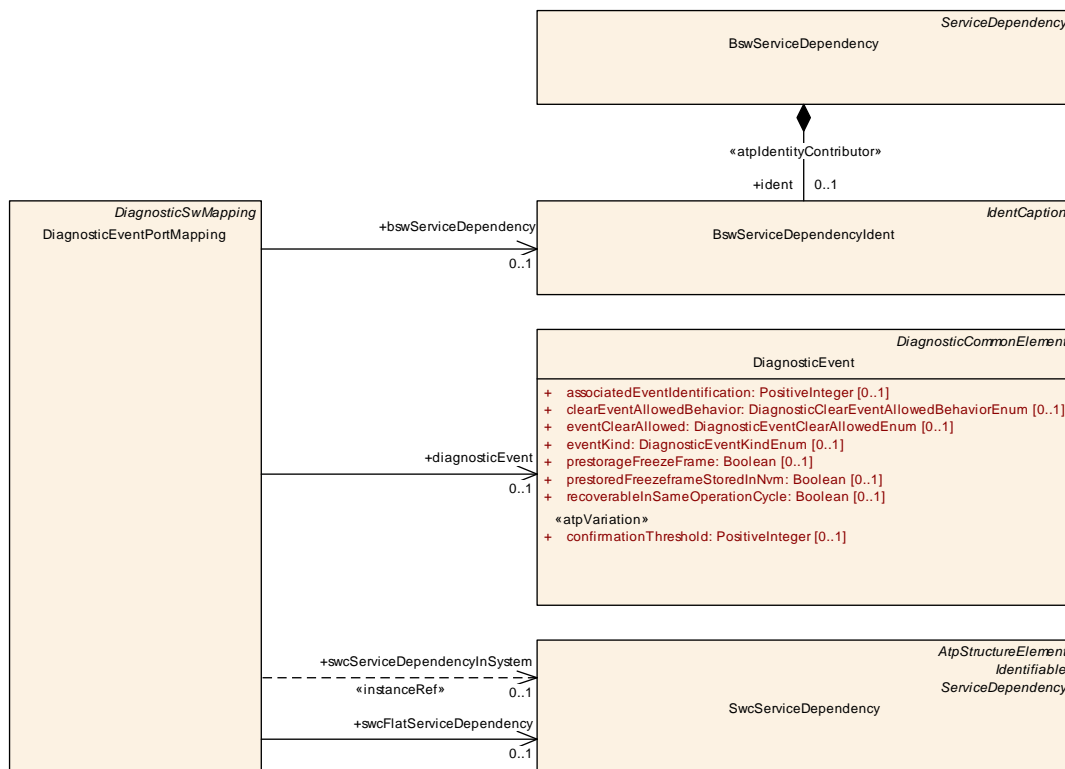 ServiceDependency
BswServiceDependency
«atpIdentityContributor»
+ident 0..1
DiagnosticSwMapping
DiagnosticEventPortMapping
+bswServiceDependency
0..1
IdentCaption
BswServiceDependencyIdent
DiagnosticCommonElement
DiagnosticEvent
+ associatedEventIdentification: PositiveInteger [0..1]
+ clearEventAllowedBehavior: DiagnosticClearEventAllowedBehaviorEnum [0..1]
+ eventClearAllowed: DiagnosticEventClearAllowedEnum [0..1]
+ eventKind: DiagnosticEventKindEnum [0..1]
+ prestorageFreezeFrame: Boolean [0..1]
+ prestoredFreezeframeStoredInNvm: Boolean [0..1]
+ recoverableInSameOperationCycle: Boolean [0..1]
«atpVariation»
+ confirmationThreshold: PositiveInteger [0..1]
+diagnosticEvent
0..1
+swcServiceDependencyInSystem
«instanceRef»
0..1
+swcFlatServiceDependency
0..1
AtpStructureElement
Identifiable
ServiceDependency
SwcServiceDependency